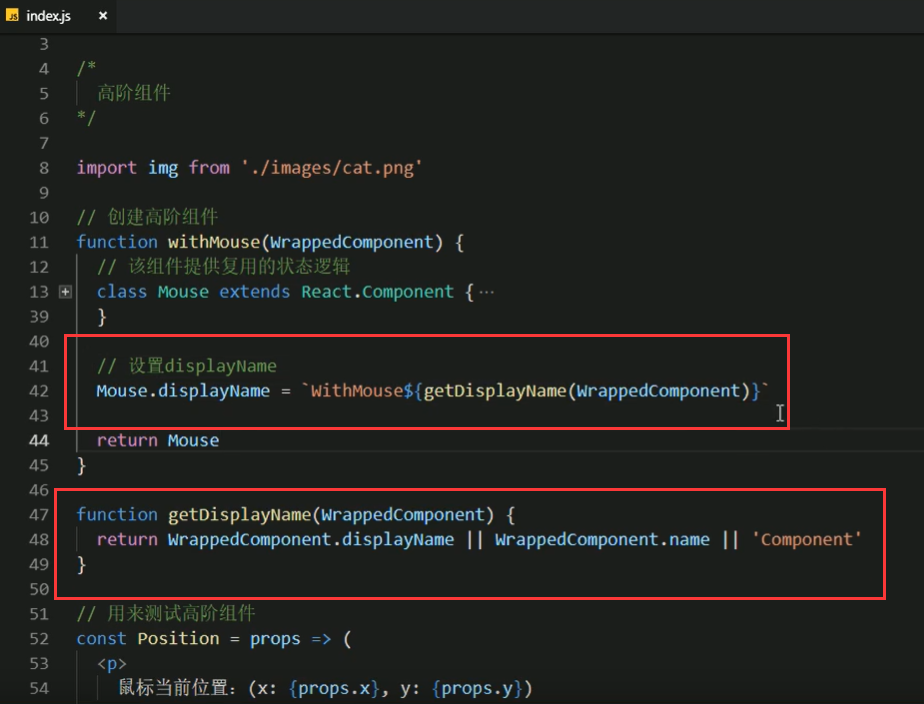 JS index.js ×
3
4 /*
5 高阶组件
6 */
7
8 import img from './images/cat.png'
9
10 // 创建高阶组件
11 function withMouse(WrappedComponent) {
12 // 该组件提供复用的状态逻辑
13 class Mouse extends React.Component { ⋯
39 }
40
41 // 设置displayName
42 Mouse.displayName = `WithMouse${getDisplayName(WrappedComponent)}`
43
44 return Mouse
45 }
46
47 function getDisplayName(WrappedComponent) {
48 return WrappedComponent.displayName || WrappedComponent.name || 'Component'
49 }
50
51 // 用来测试高阶组件
52 const Position = props => (
53 <p>
54 鼠标当前位置：(x: {props.x}, y: {props.y})